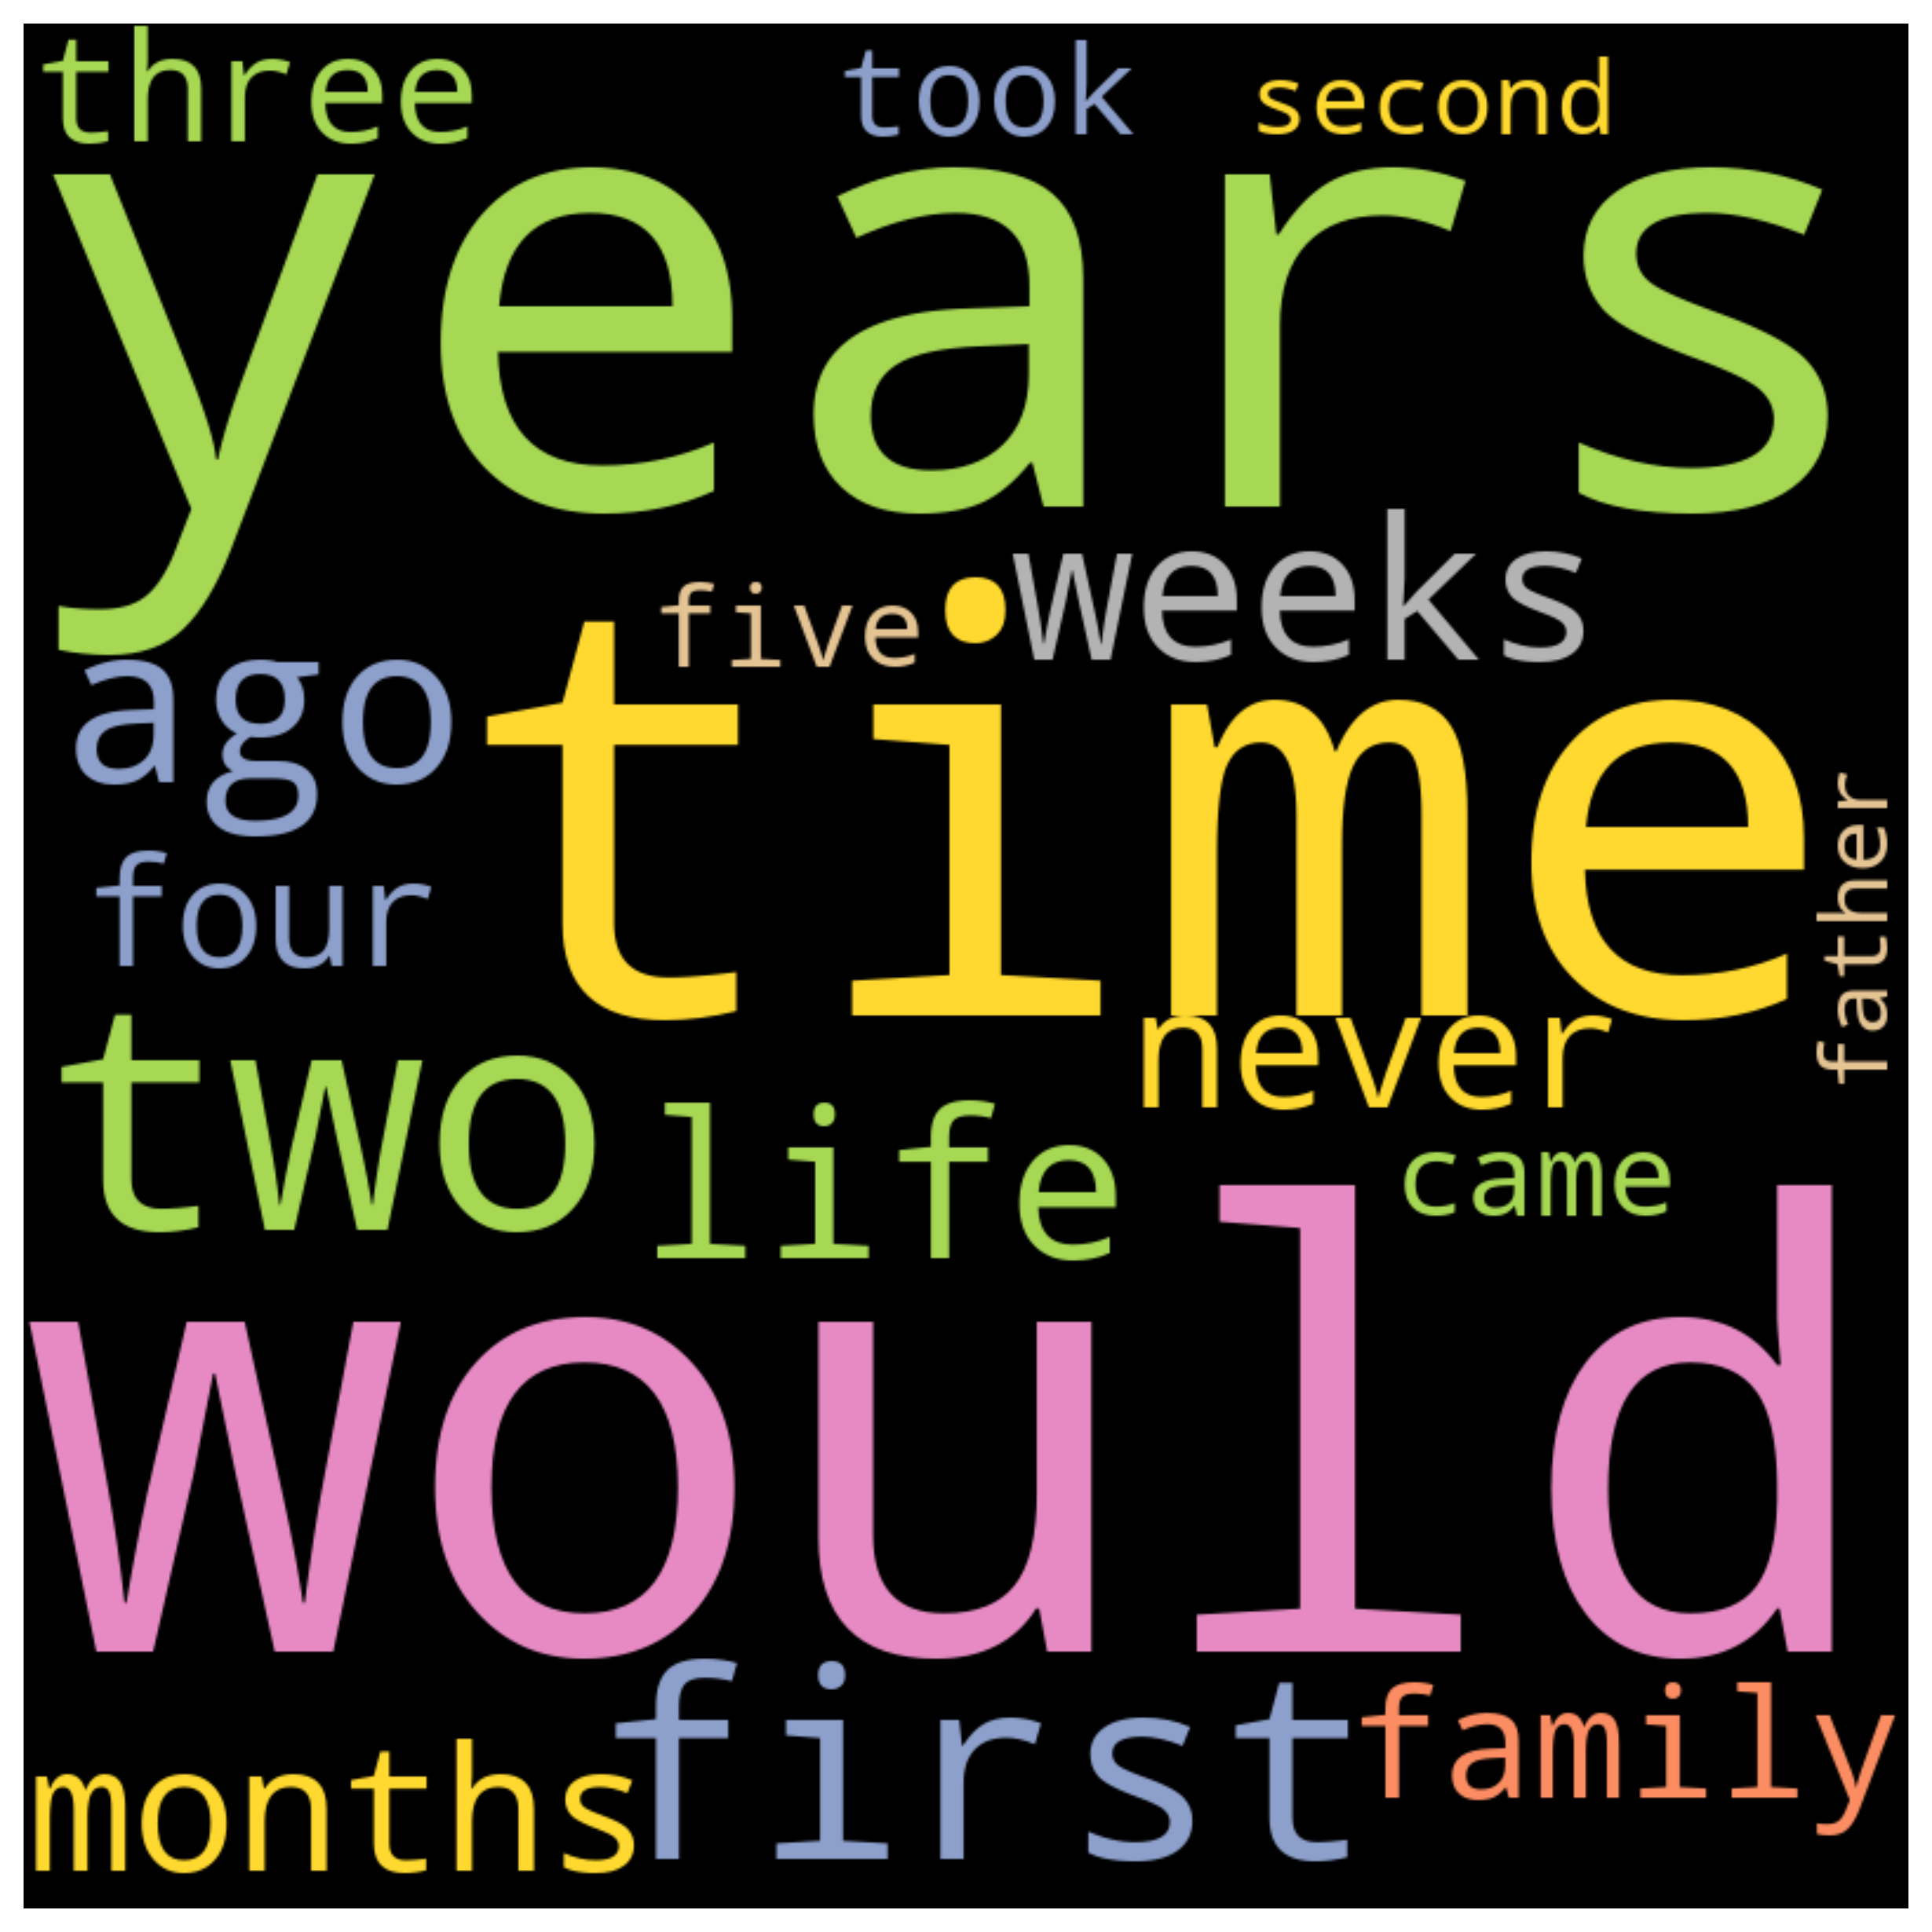 three took second
years
five weeks
ago time
four father
two never
life came
would
first family
months